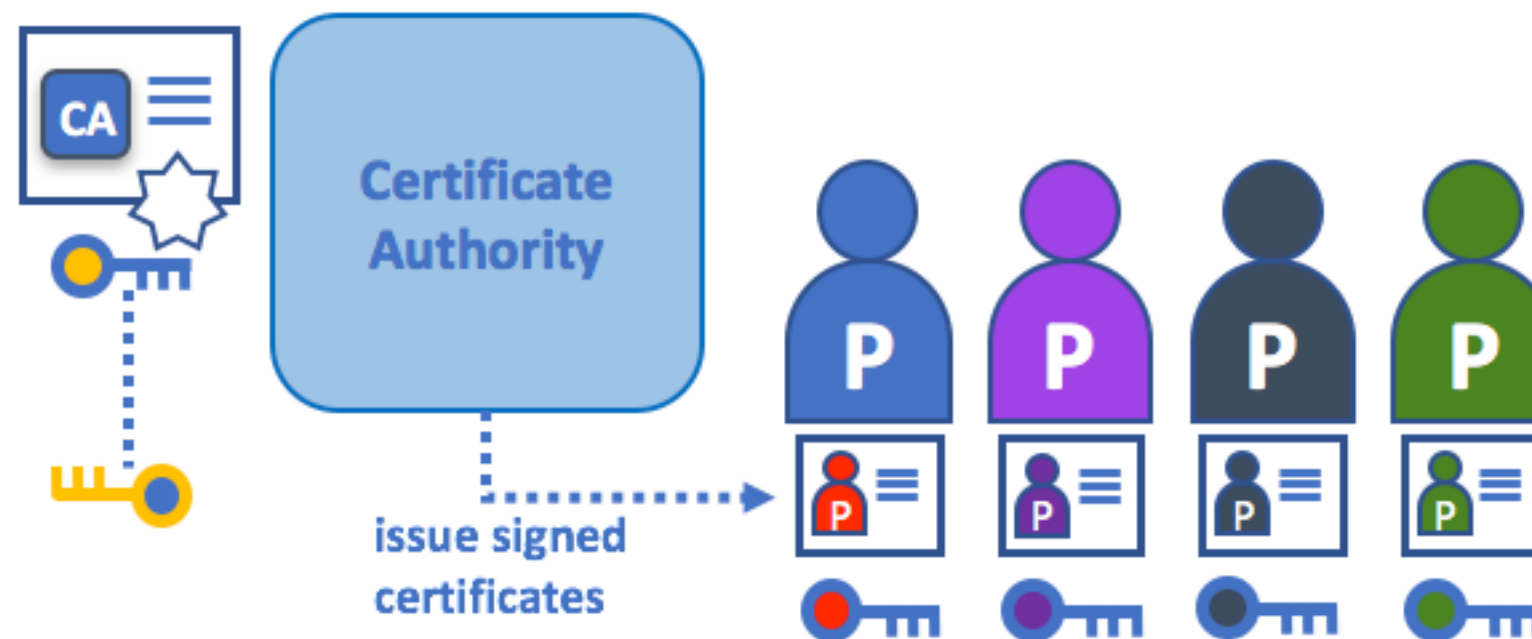 CA
Certificate
Authority
P P P P
P P P P
issue signed
certificates